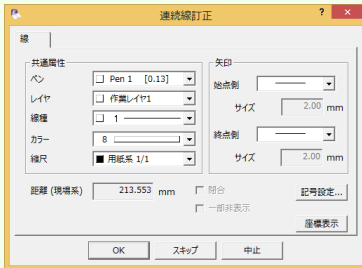 連続線訂正 ? ×
線
共通属性
ペン Pen 1 [0.13]
レイヤ 作業レイヤ1
線種 1
カラー 8
縮尺 用紙系 1/1
矢印
始点側
サイズ 2.00 mm
終点側
サイズ 2.00 mm
距離 (現場系) 213.553 mm
閉合
一部非表示
記号設定...
座標表示
OK スキップ 中止